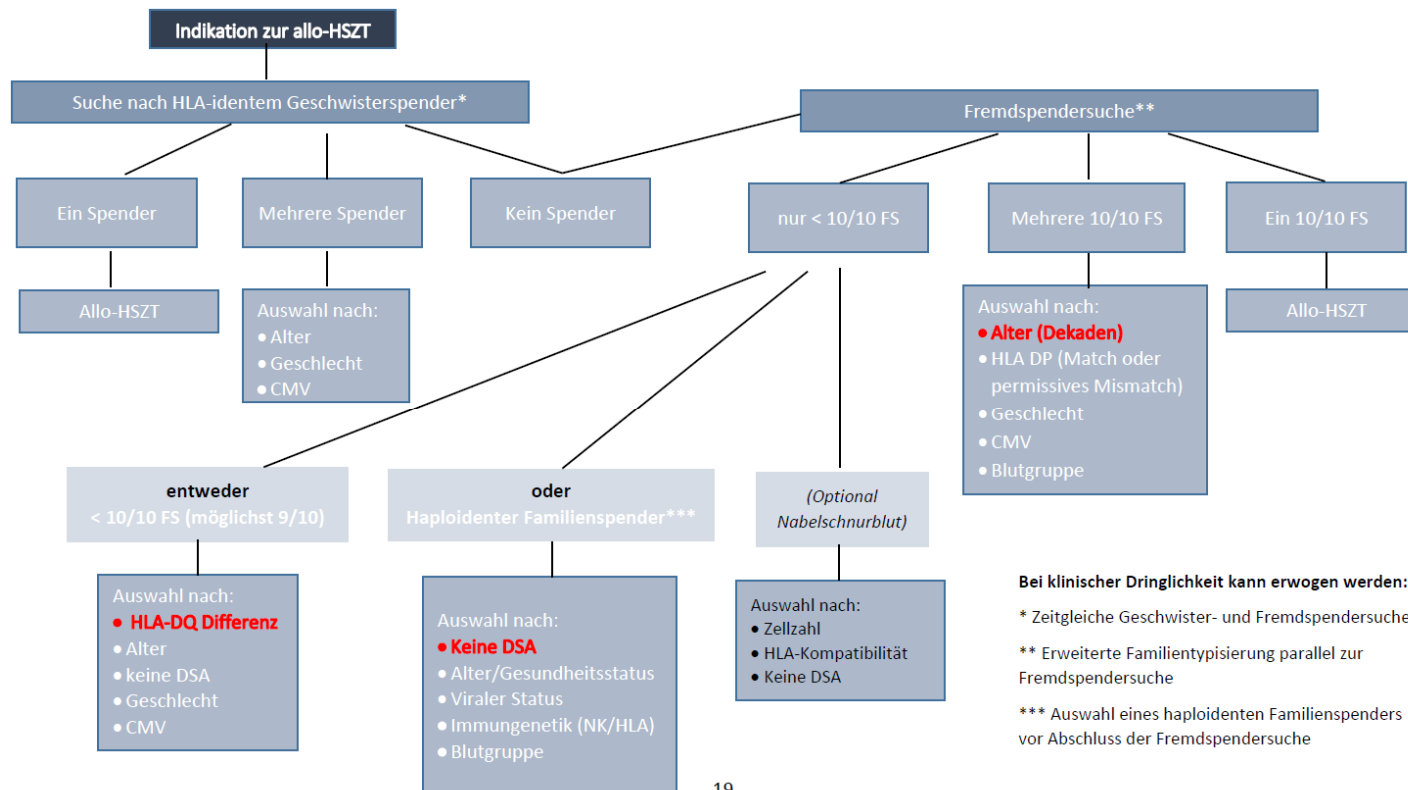 Indikation zur allo-HSZT
Suche nach HLA-identem Geschwisterspender*
Fremdspendersuche**
Ein Spender
Mehrere Spender
Kein Spender
nur < 10/10 FS
Mehrere 10/10 FS
Ein 10/10 FS
Allo-HSZT
Auswahl nach:
• Alter
• Geschlecht
• CMV
Auswahl nach:
• Alter (Dekaden)
• HLA DP (Match oder
permissives Mismatch)
• Geschlecht
• CMV
• Blutgruppe
Allo-HSZT
entweder
< 10/10 FS (möglichst 9/10)
oder
Haploidenter Familienspender***
(Optional
Nabelschnurblut)
Auswahl nach:
• HLA-DQ Differenz
• Alter
• keine DSA
• Geschlecht
• CMV
Auswahl nach:
• Keine DSA
• Alter/Gesundheitsstatus
• Viraler Status
• Immungenetik (NK/HLA)
• Blutgruppe
Auswahl nach:
• Zellzahl
• HLA-Kompatibilität
• Keine DSA
Bei klinischer Dringlichkeit kann erwogen werden:
* Zeitgleiche Geschwister- und Fremdspendersuche
** Erweiterte Familientypisierung parallel zur
Fremdspendersuche
*** Auswahl eines haploidenten Familienspenders
vor Abschluss der Fremdspendersuche
19